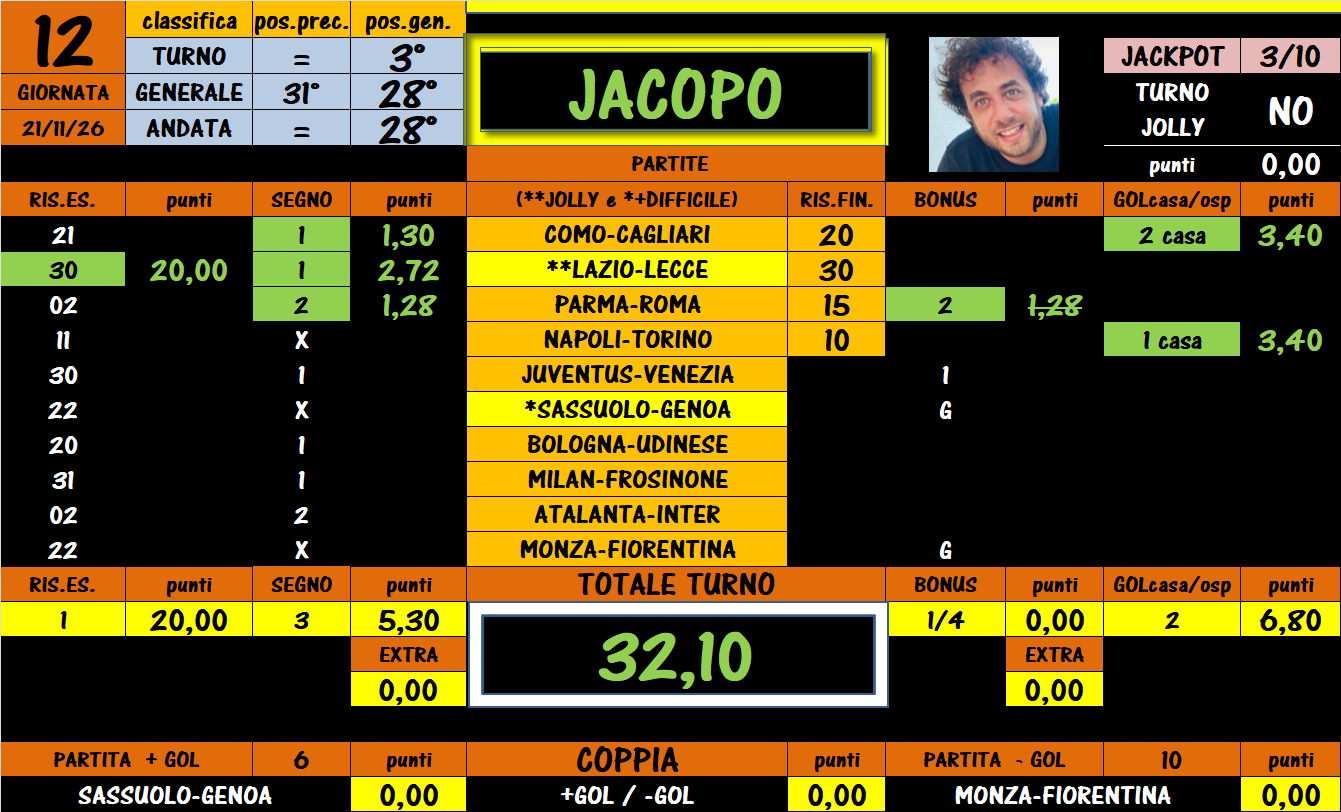 12 classifica pos.prec. pos.gen.
TURNO = 3°
GIORNATA GENERALE 31° 28°
21/11/26 ANDATA = 28°
JACOPO
JACKPOT 3/10
TURNO JOLLY NO
punti 0,00
PARTITE
RIS.ES. punti SEGNO punti (**JOLLY e *+DIFFICILE) RIS.FIN. BONUS punti GOLcasa/osp punti
21 1 1,30 COMO-CAGLIARI 20 2 casa 3,40
30 20,00 1 2,72 **LAZIO-LECCE 30
02 2 1,28 PARMA-ROMA 15 2 1,28
11 X NAPOLI-TORINO 10 1 casa 3,40
30 1 JUVENTUS-VENEZIA 1
22 X *SASSUOLO-GENOA G
20 1 BOLOGNA-UDINESE
31 1 MILAN-FROSINONE
02 2 ATALANTA-INTER
22 X MONZA-FIORENTINA G
RIS.ES. punti SEGNO punti TOTALE TURNO BONUS punti GOLcasa/osp punti
1 20,00 3 5,30 32,10 1/4 0,00 2 6,80
EXTRA EXTRA
0,00 0,00
PARTITA + GOL 6 punti COPPIA punti PARTITA - GOL 10 punti
SASSUOLO-GENOA 0,00 +GOL / -GOL 0,00 MONZA-FIORENTINA 0,00